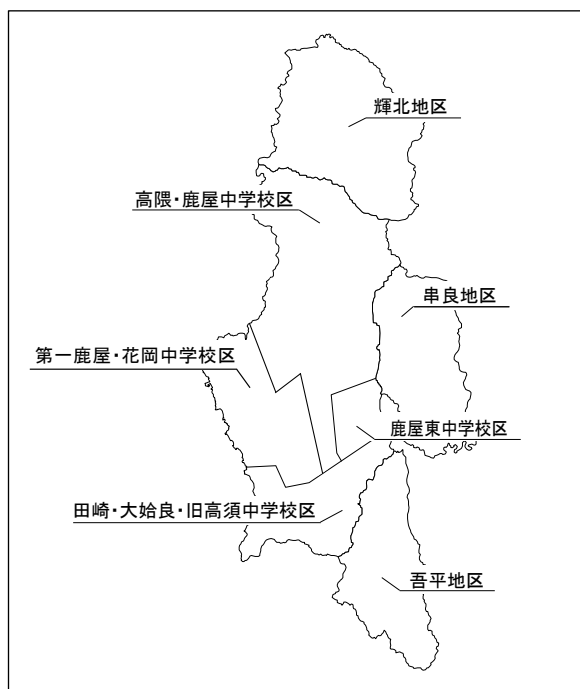 輝北地区
高隈・鹿屋中学校区
串良地区
第一鹿屋・花岡中学校区
鹿屋東中学校区
田崎・大姶良・旧高須中学校区
吾平地区